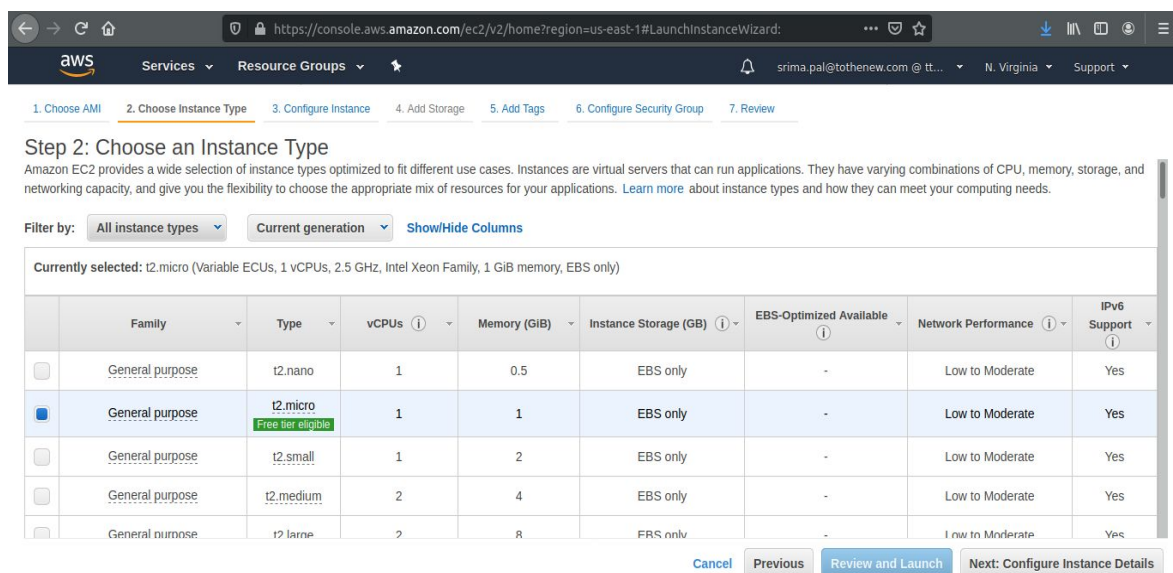 https://console.aws.amazon.com/ec2/v2/home?region=us-east-1#LaunchInstanceWizard:
aws Services Resource Groups srima.pal@tothenew.com @ tt... N. Virginia Support
1. Choose AMI 2. Choose Instance Type 3. Configure Instance 4. Add Storage 5. Add Tags 6. Configure Security Group 7. Review
Step 2: Choose an Instance Type
Amazon EC2 provides a wide selection of instance types optimized to fit different use cases. Instances are virtual servers that can run applications. They have varying combinations of CPU, memory, storage, and
networking capacity, and give you the flexibility to choose the appropriate mix of resources for your applications. Learn more about instance types and how they can meet your computing needs.
Filter by: All instance types Current generation Show/Hide Columns
Currently selected: t2.micro (Variable ECUs, 1 vCPUs, 2.5 GHz, Intel Xeon Family, 1 GiB memory, EBS only)
Family Type vCPUs Memory (GiB) Instance Storage (GB) EBS-Optimized Available Network Performance IPv6 Support
General purpose t2.nano 1 0.5 EBS only - Low to Moderate Yes
General purpose t2.micro Free tier eligible 1 1 EBS only - Low to Moderate Yes
General purpose t2.small 1 2 EBS only - Low to Moderate Yes
General purpose t2.medium 2 4 EBS only - Low to Moderate Yes
General purpose t2.large 2 8 EBS only - Low to Moderate Yes
Cancel Previous Review and Launch Next: Configure Instance Details